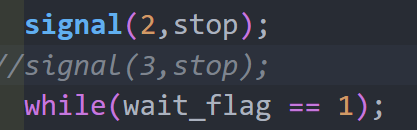 signal(2,stop);
//signal(3,stop);
while(wait_flag == 1);